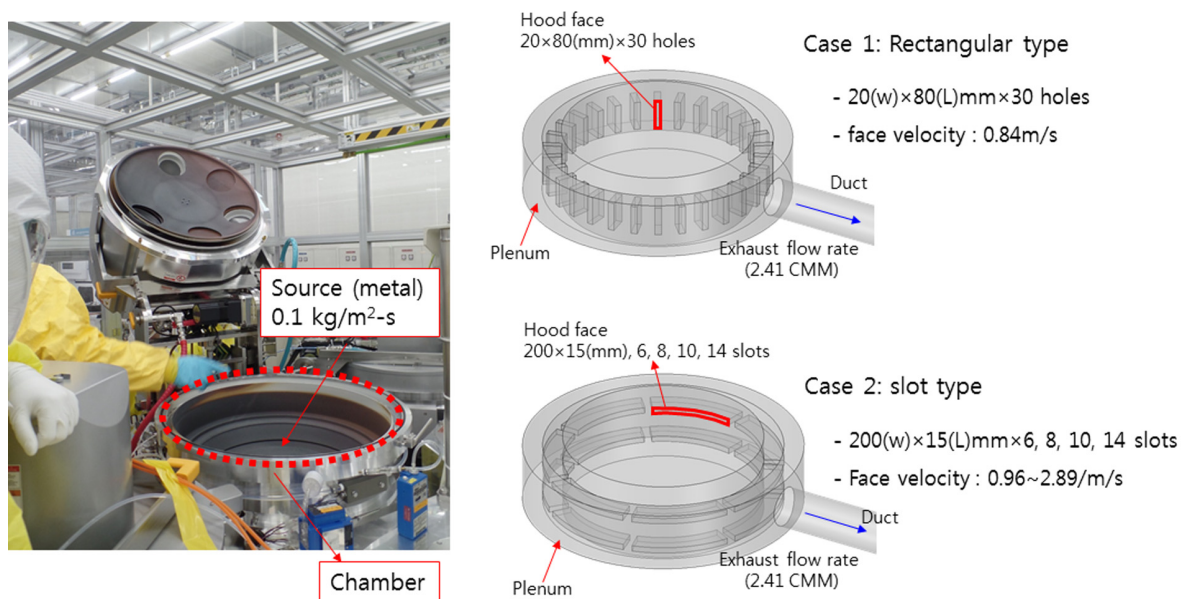 Source (metal)
0.1 kg/m²-s
Chamber
Hood face
20×80(mm)×30 holes
Plenum
Duct
Exhaust flow rate
(2.41 CMM)
Case 1: Rectangular type
- 20(w)×80(L)mm×30 holes
- face velocity : 0.84m/s
Hood face
200×15(mm), 6, 8, 10, 14 slots
Plenum
Duct
Exhaust flow rate
(2.41 CMM)
Case 2: slot type
- 200(w)×15(L)mm×6, 8, 10, 14 slots
- Face velocity : 0.96~2.89/m/s